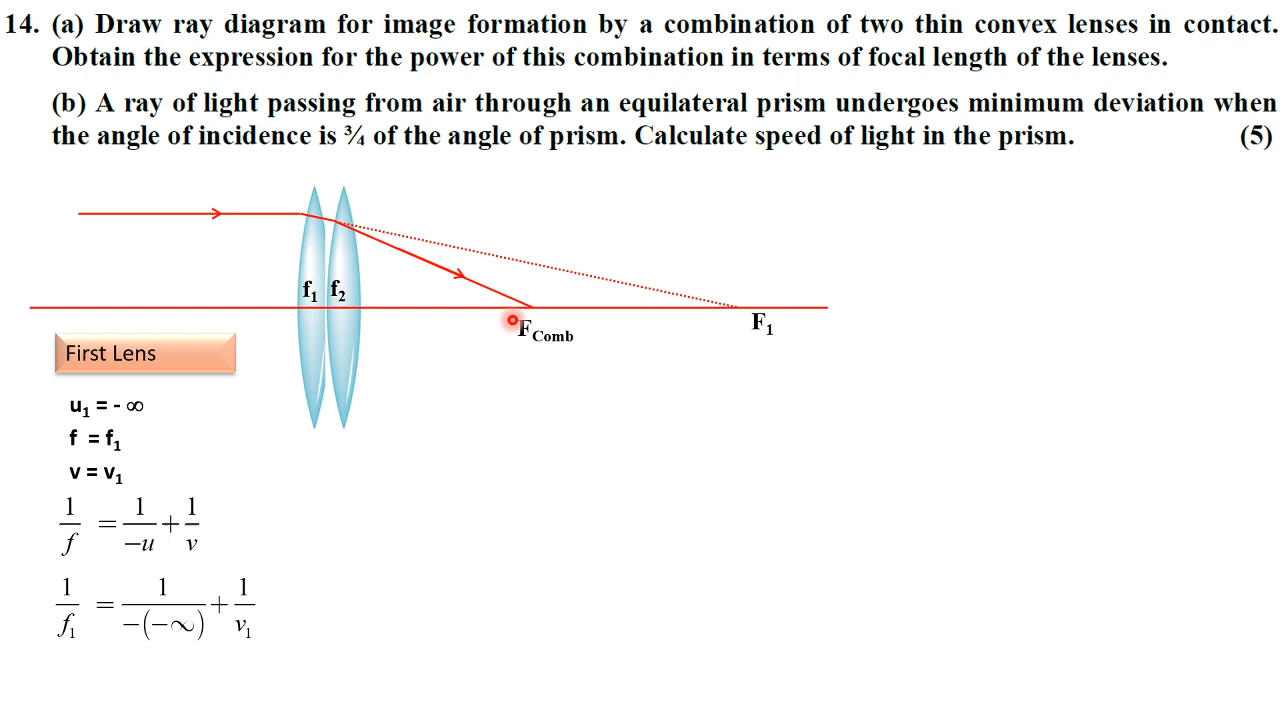 14. (a) Draw ray diagram for image formation by a combination of two thin convex lenses in contact.
Obtain the expression for the power of this combination in terms of focal length of the lenses.
(b) A ray of light passing from air through an equilateral prism undergoes minimum deviation when
the angle of incidence is ¾ of the angle of prism. Calculate speed of light in the prism. (5)
f₁ f₂
F_Comb
F₁
First Lens
u₁ = - ∞
f = f₁
v = v₁
1/f = 1/−u + 1/v
1/f₁ = 1/−(−∞) + 1/v₁